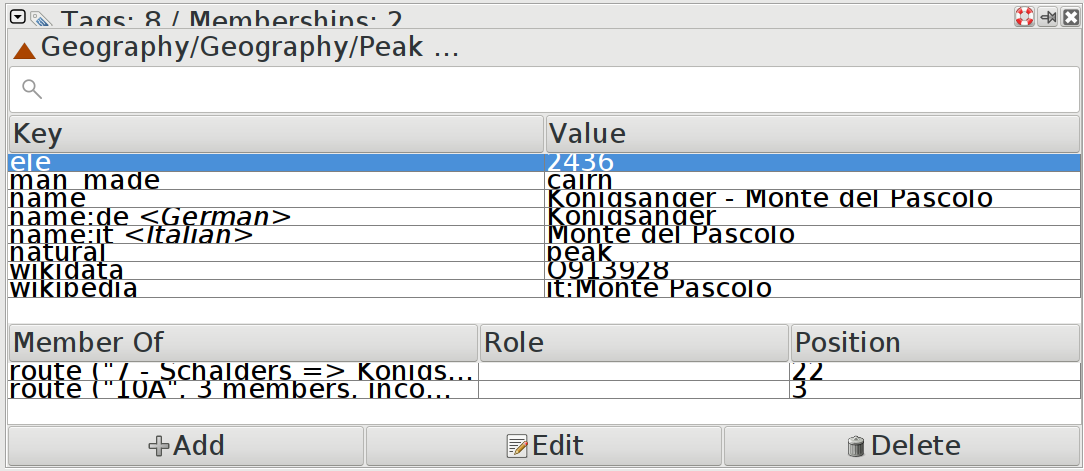 Tags: 8 / Memberships: 2
Geography/Geography/Peak ...
Key Value
ele 2436
man_made cairn
name Königsanger - Monte del Pascolo
name:de <German> Königsanger
name:it <Italian> Monte del Pascolo
natural peak
wikidata Q913928
wikipedia it:Monte Pascolo
Member Of Role Position
route ("7 - Schalders => Königs... 22
route ("10A", 3 members, inco... 3
Add Edit Delete